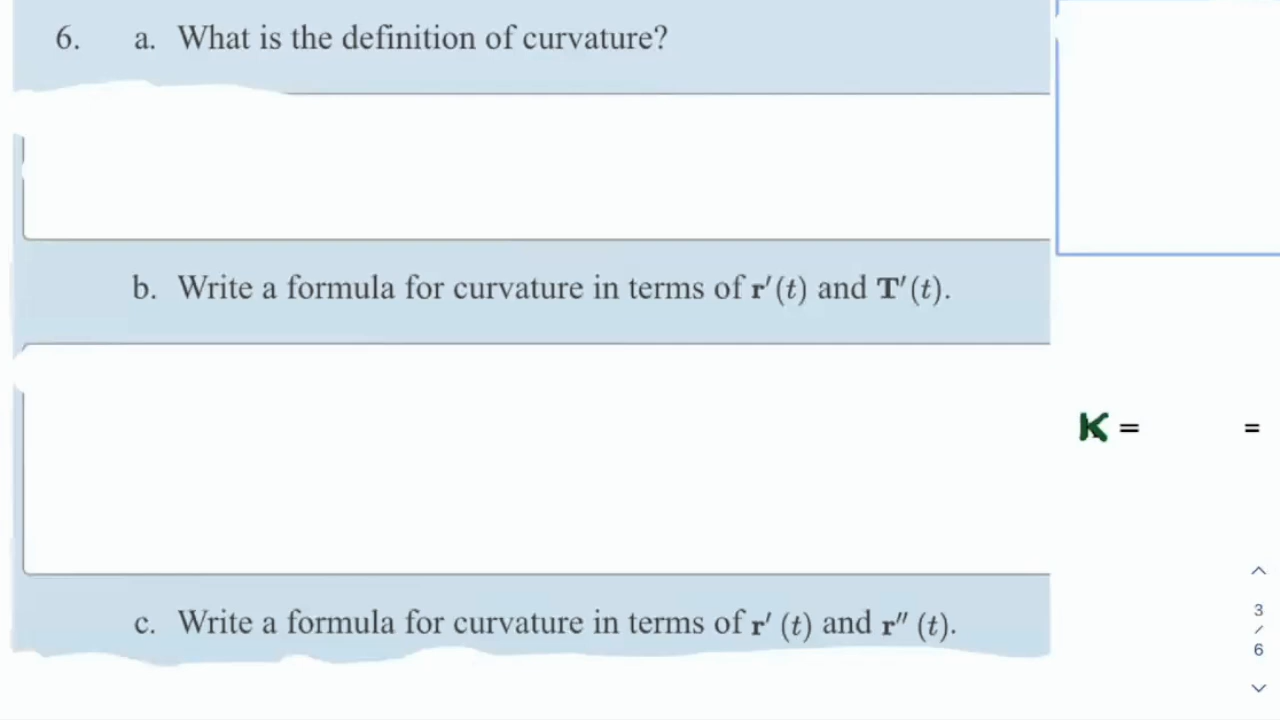 6. a. What is the definition of curvature?
b. Write a formula for curvature in terms of r′(t) and T′(t).
K = =
c. Write a formula for curvature in terms of r′ (t) and r″ (t).
3
/
6